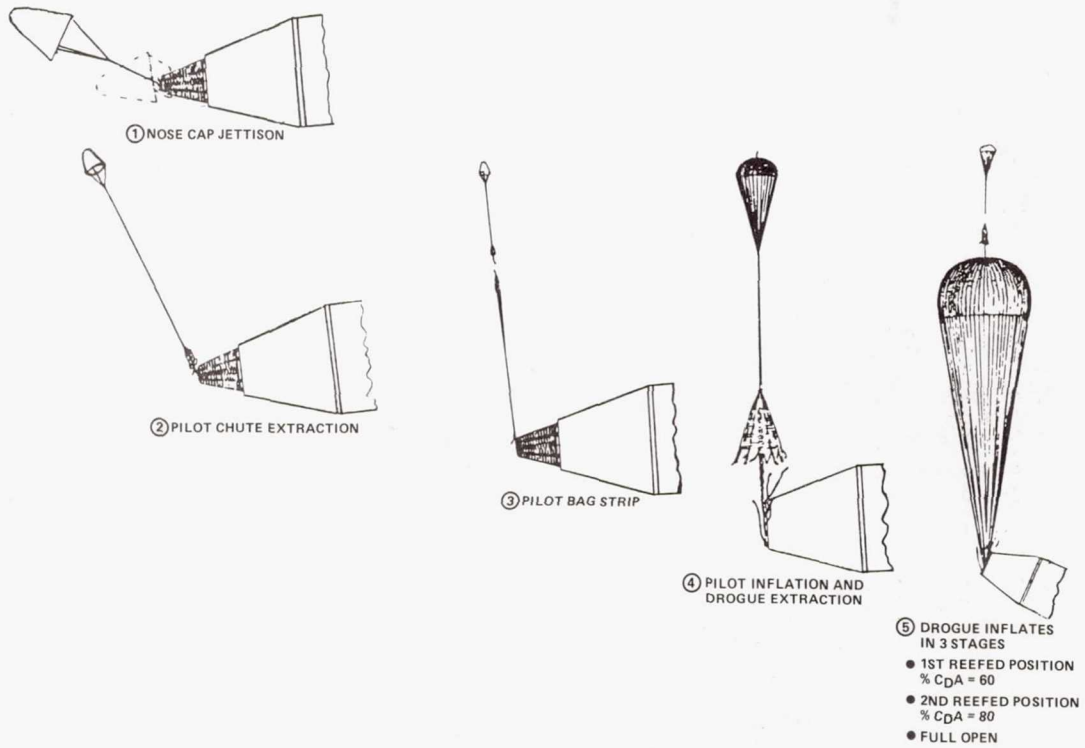 ① NOSE CAP JETTISON
② PILOT CHUTE EXTRACTION
③ PILOT BAG STRIP
④ PILOT INFLATION AND
DROGUE EXTRACTION
⑤ DROGUE INFLATES
IN 3 STAGES
● 1ST REEFED POSITION
% CDA = 60
● 2ND REEFED POSITION
% CDA = 80
● FULL OPEN